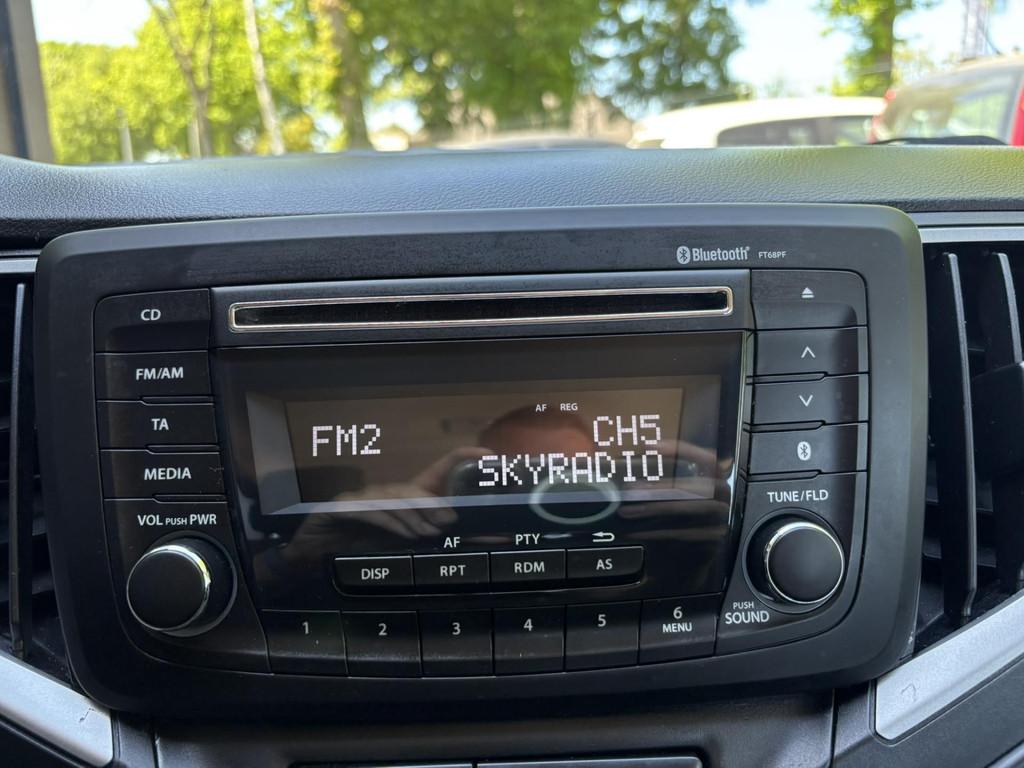 Bluetooth® FT68PF
CD
FM/AM
TA
MEDIA
VOL PUSH PWR
AF REG
FM2 CH5
SKYRADIO
AF PTY
DISP RPT RDM AS
1 2 3 4 5 6
MENU
TUNE/FLD
PUSH
SOUND